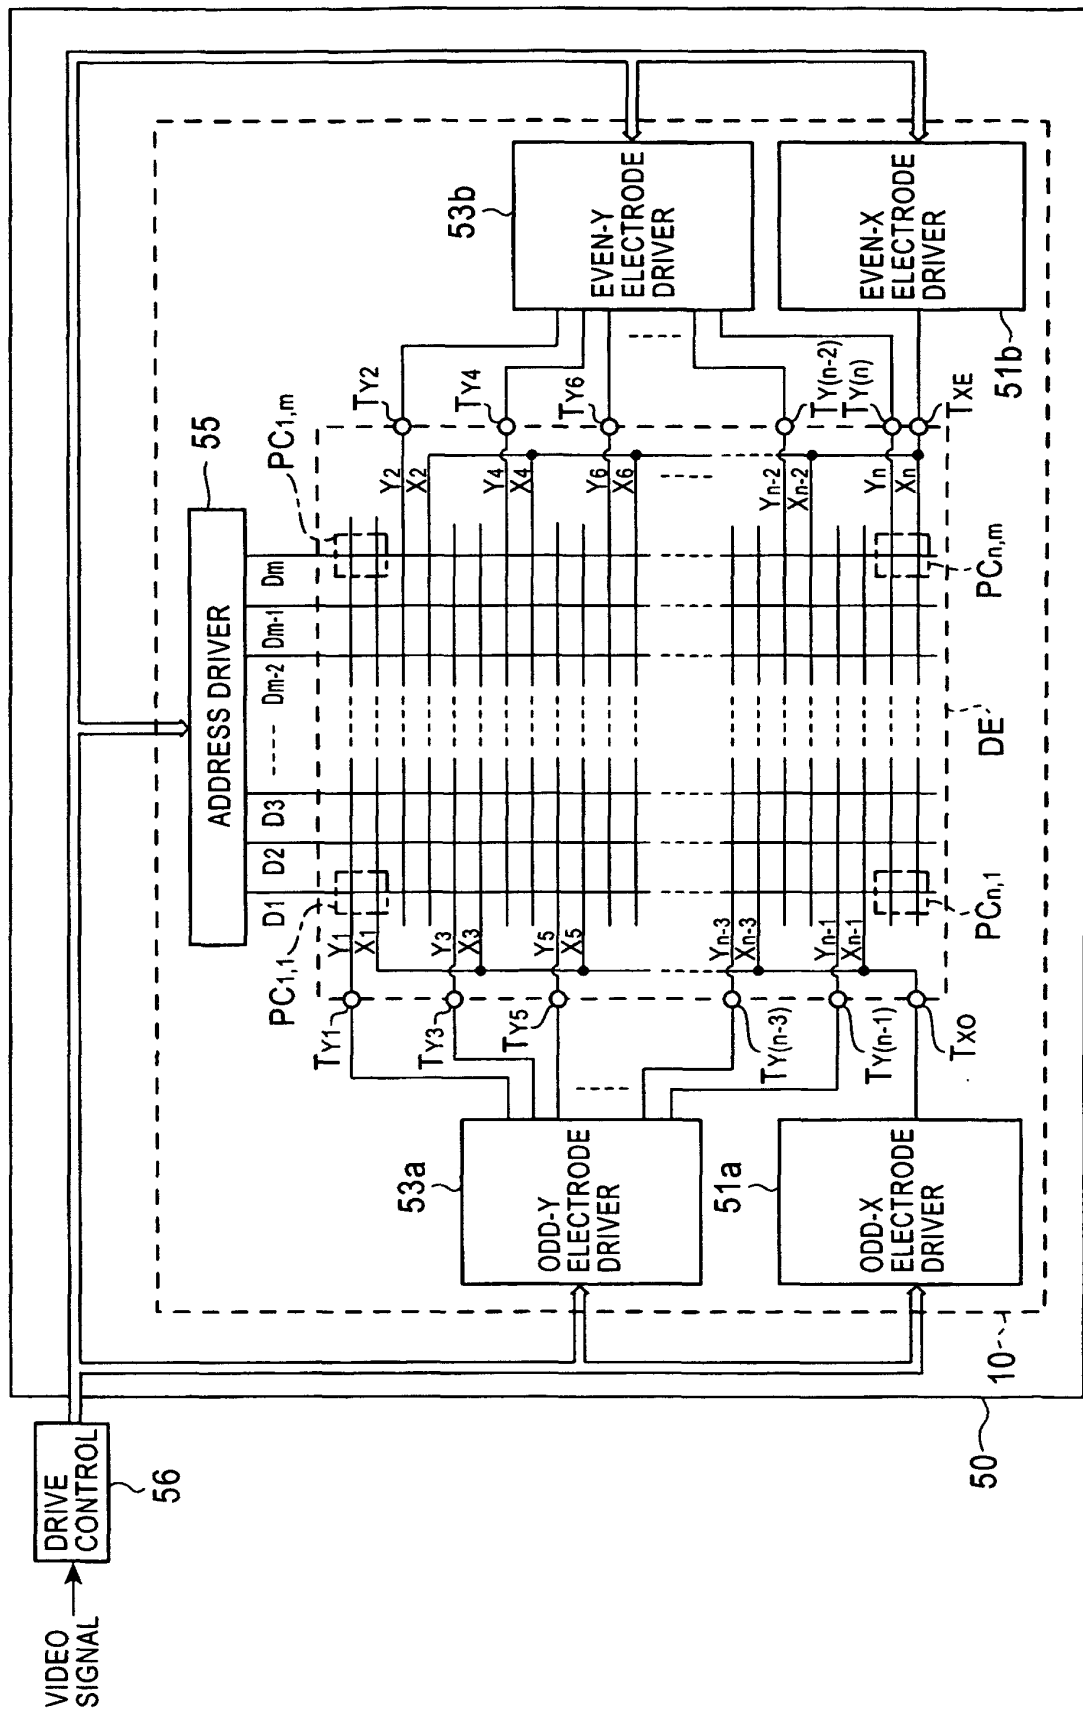 VIDEO
SIGNAL
DRIVE
CONTROL
56
50
10
ADDRESS DRIVER
55
D1
D2
D3
Dm-2
Dm-1
Dm
PC1,1
PC1,m
PCn,1
PCn,m
DE
ODD-Y
ELECTRODE
DRIVER
53a
ODD-X
ELECTRODE
DRIVER
51a
EVEN-Y
ELECTRODE
DRIVER
53b
EVEN-X
ELECTRODE
DRIVER
51b
TY1
TY3
TY5
TY(n-3)
TY(n-1)
TXO
Y1
X1
Y3
X3
Y5
X5
Yn-3
Xn-3
Yn-1
Xn-1
Y2
X2
Y4
X4
Y6
X6
Yn-2
Xn-2
Yn
Xn
TY2
TY4
TY6
TY(n-2)
TY(n)
TXE